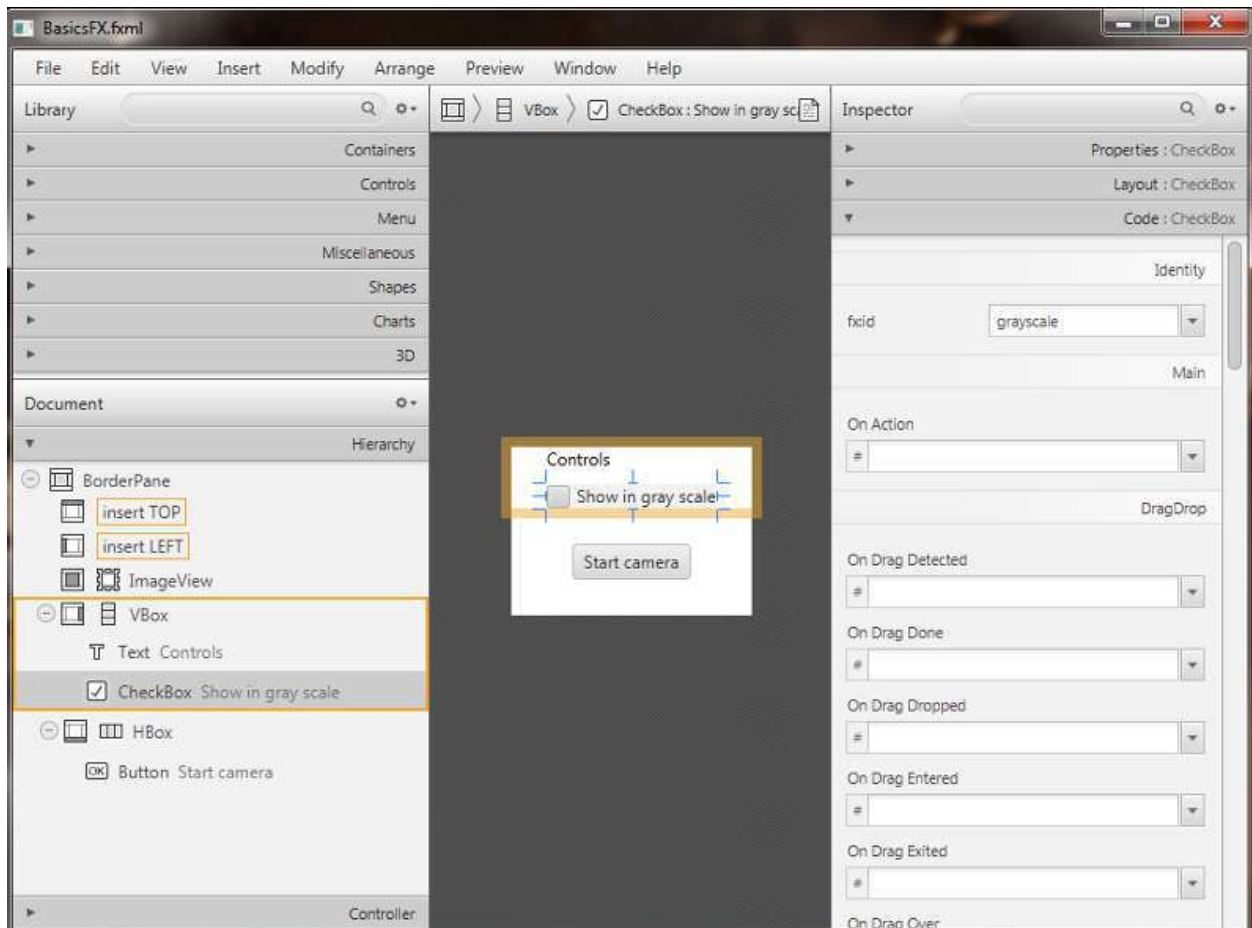 BasicsFX.fxml
File Edit View Insert Modify Arrange Preview Window Help
Library
Containers
Controls
Menu
Miscellaneous
Shapes
Charts
3D
Document
Hierarchy
BorderPane
insert TOP
insert LEFT
ImageView
VBox
Text Controls
CheckBox Show in gray scale
HBox
OK Button Start camera
Controller
VBox CheckBox : Show in gray sc
Controls
Show in gray scale
Start camera
Inspector
Properties : CheckBox
Layout : CheckBox
Code : CheckBox
Identity
fx:id grayscale
Main
On Action
#
DragDrop
On Drag Detected
#
On Drag Done
#
On Drag Dropped
#
On Drag Entered
#
On Drag Exited
#
On Drag Over